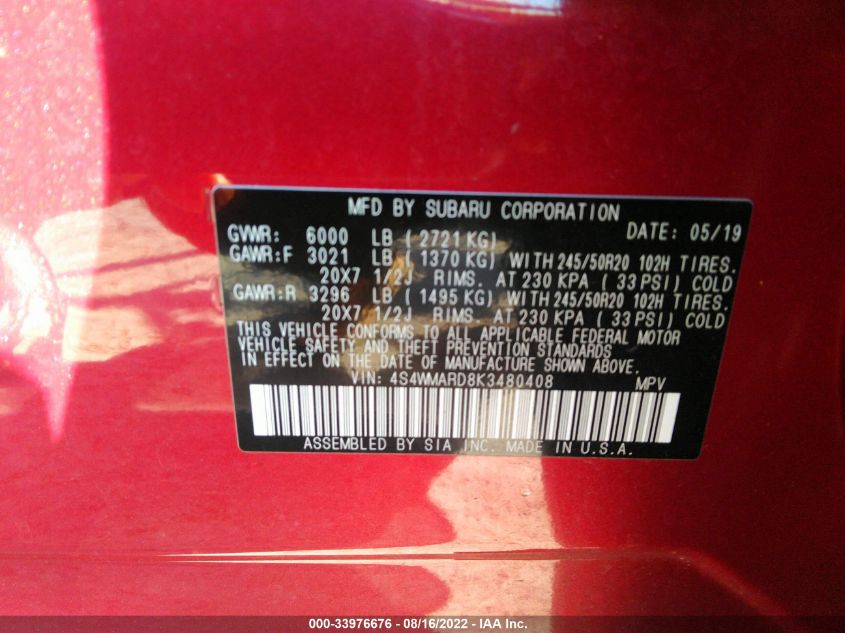 MFD BY SUBARU CORPORATION
GVWR: 6000 LB ( 2721 KG) DATE: 05/19
GAWR:F 3021 LB ( 1370 KG) WITH 245/50R20 102H TIRES.
20X7 1/2J RIMS. AT 230 KPA ( 33 PSI) COLD
GAWR:R 3296 LB ( 1495 KG) WITH 245/50R20 102H TIRES.
20X7 1/2J RIMS. AT 230 KPA ( 33 PSI) COLD
THIS VEHICLE CONFORMS TO ALL APPLICABLE FEDERAL MOTOR
VEHICLE SAFETY AND THEFT PREVENTION STANDARDS
IN EFFECT ON THE DATE OF MANUFACTURE SHOWN ABOVE.
VIN: 4S4WMARD8K3480408 MPV
ASSEMBLED BY SIA INC. MADE IN U.S.A.
000-33976676 - 08/16/2022 - IAA Inc.